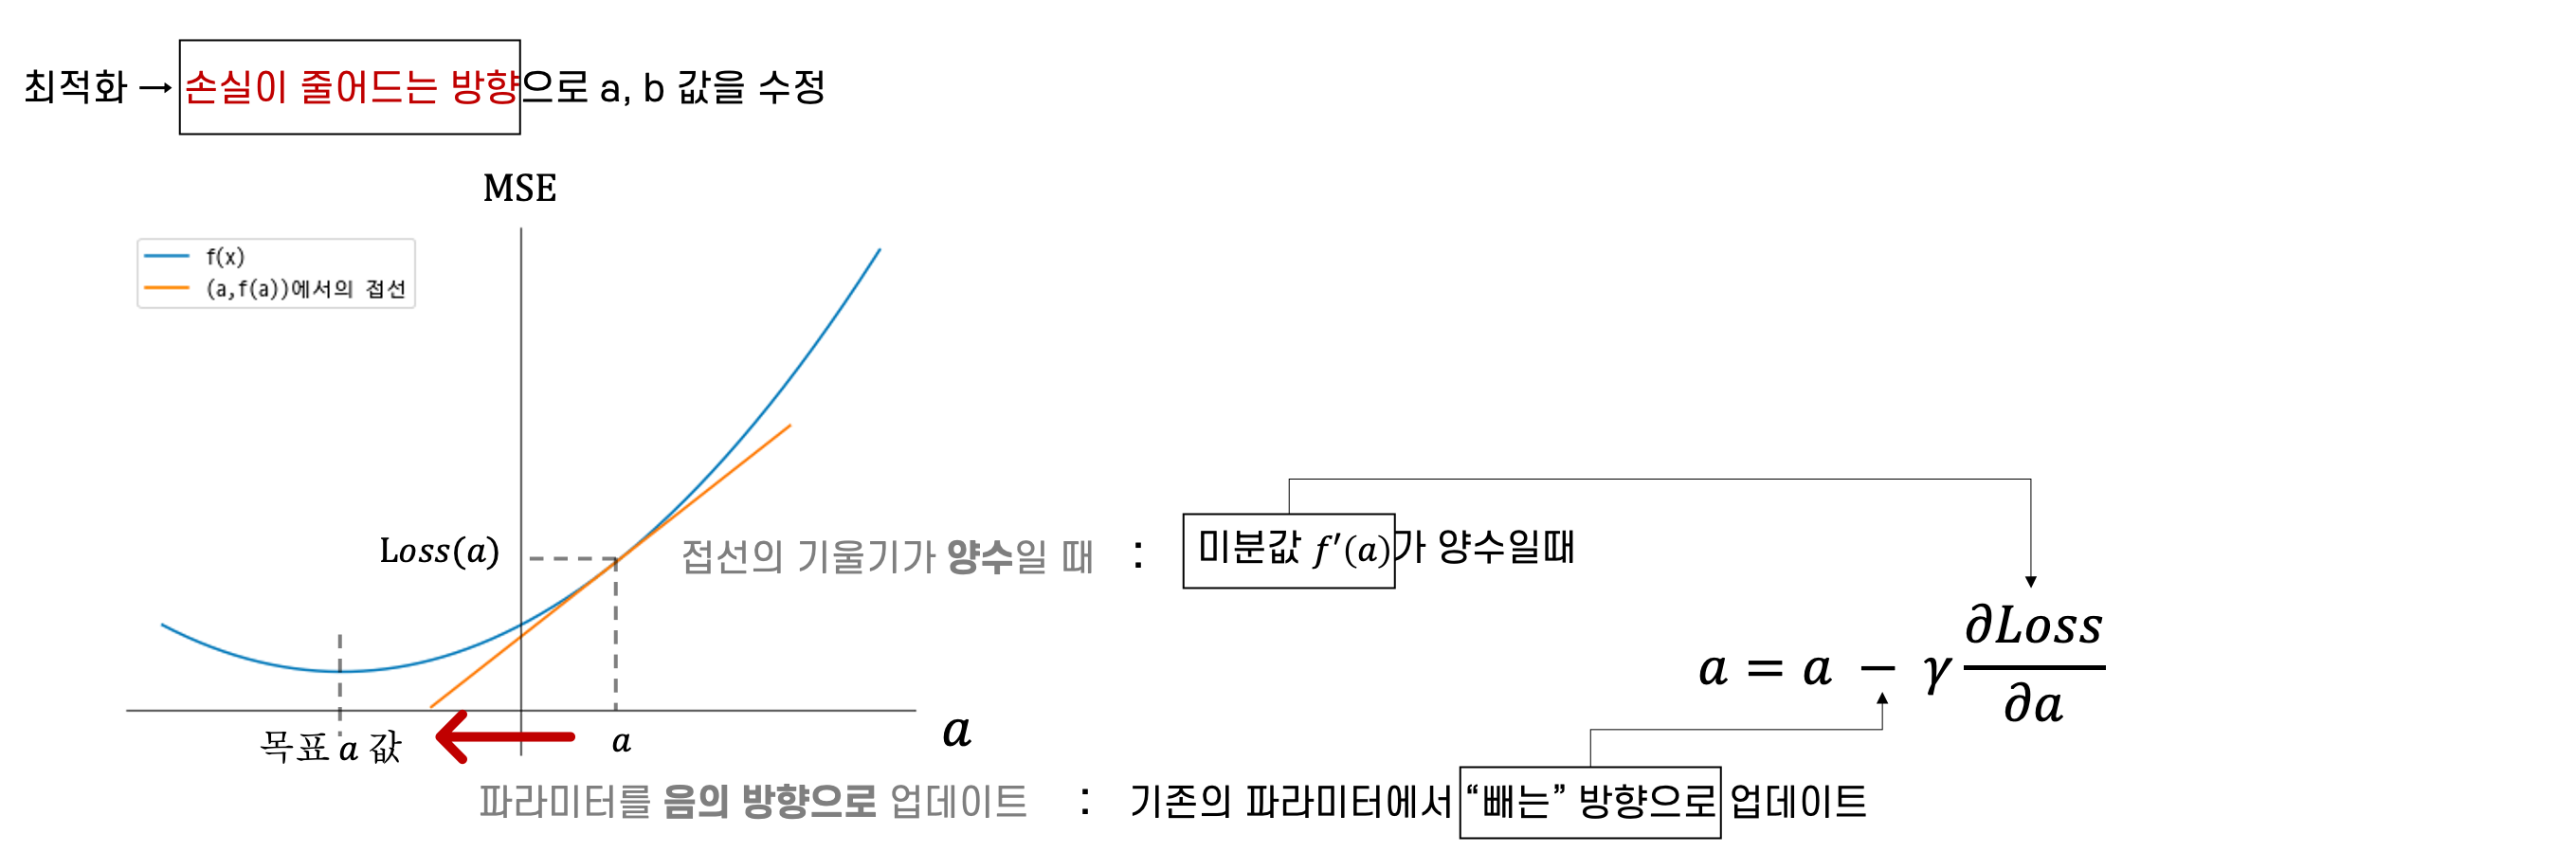 최적화 → 손실이 줄어드는 방향으로 a, b 값을 수정
MSE
f(x)
(a,f(a))에서의 접선
Loss(a)
접선의 기울기가 양수일 때 : 미분값 f′(a)가 양수일때
a = a − γ ∂Loss/∂a
목표 a 값
a
a
파라미터를 음의 방향으로 업데이트 : 기존의 파라미터에서 “빼는” 방향으로 업데이트